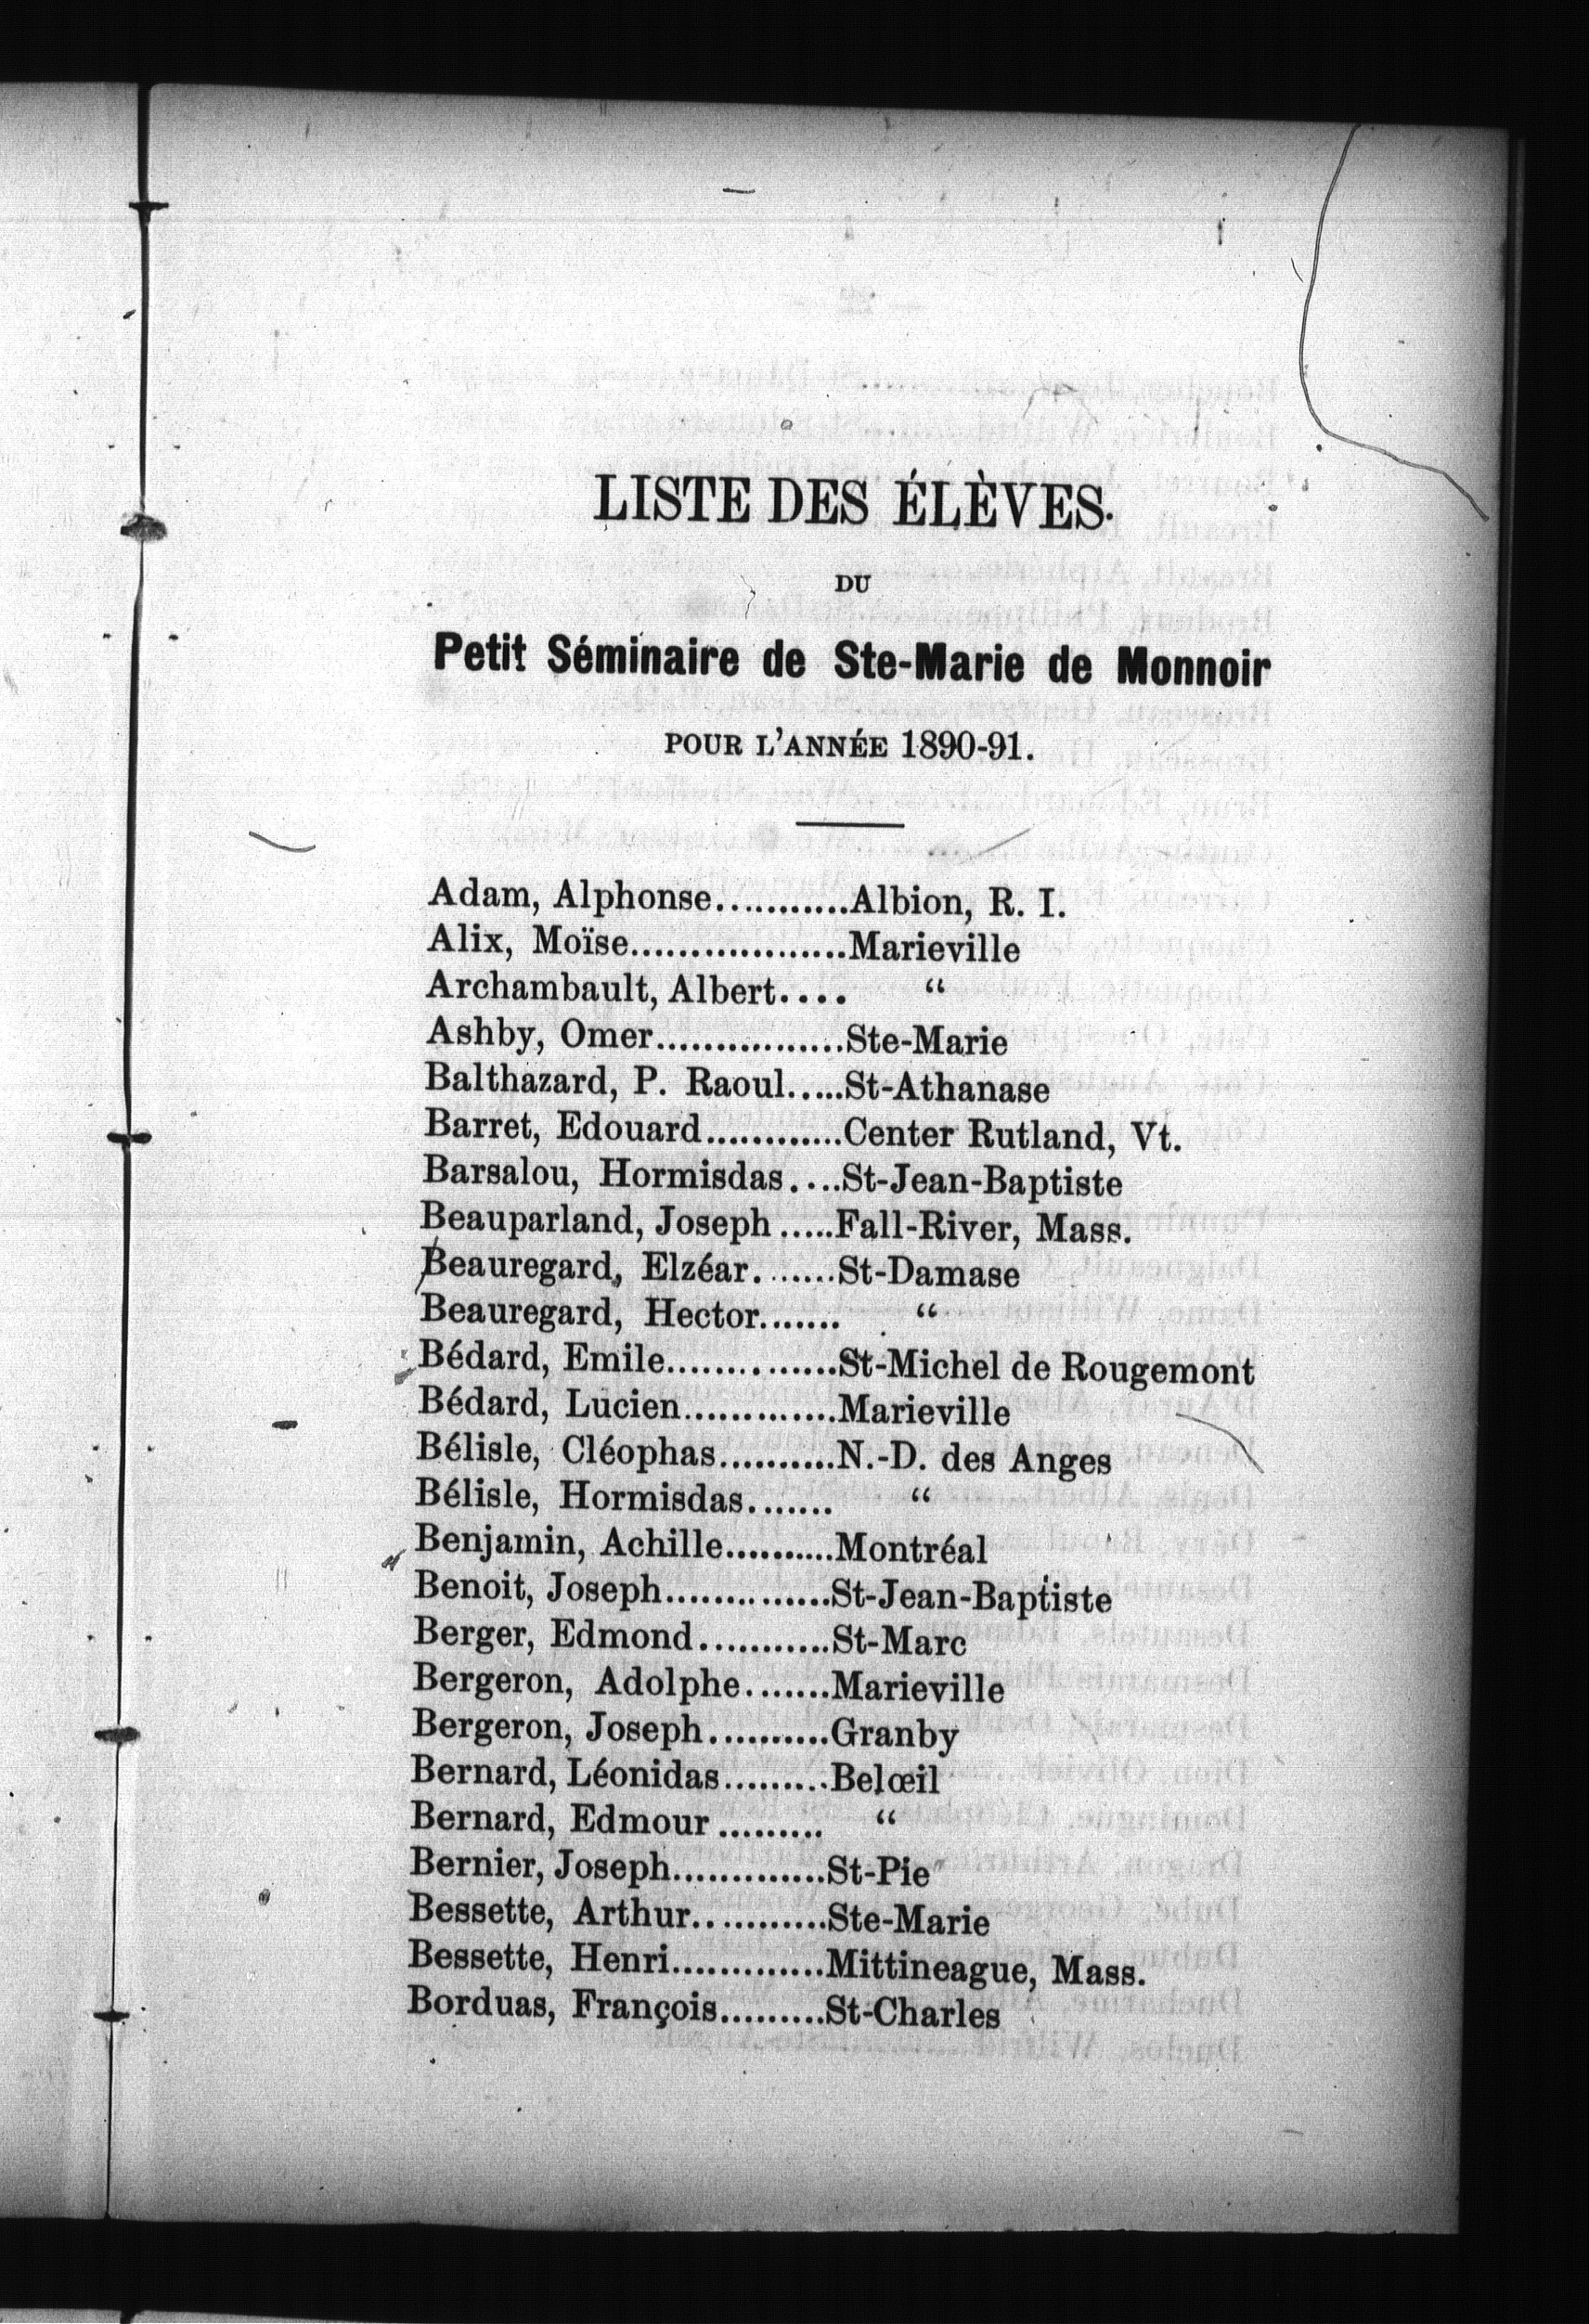 LISTE DES ÉLÈVES.
DU
Petit Séminaire de Ste-Marie de Monnoir
POUR L'ANNÉE 1890-91.
Adam, Alphonse...........Albion, R. I.
Alix, Moïse..................Marieville
Archambault, Albert.... “
Ashby, Omer................Ste-Marie
Balthazard, P. Raoul.....St-Athanase
Barret, Edouard............Center Rutland, Vt.
Barsalou, Hormisdas....St-Jean-Baptiste
Beauparland, Joseph.....Fall-River, Mass.
Beauregard, Elzéar.......St-Damase
Beauregard, Hector....... “
Bédard, Emile..............St-Michel de Rougemont
Bédard, Lucien.............Marieville
Bélisle, Cléophas..........N.-D. des Anges
Bélisle, Hormisdas....... “
Benjamin, Achille..........Montréal
Benoit, Joseph..............St-Jean-Baptiste
Berger, Edmond...........St-Marc
Bergeron, Adolphe.......Marieville
Bergeron, Joseph..........Granby
Bernard, Léonidas.........Belœil
Bernard, Edmour......... “
Bernier, Joseph.............St-Pie
Bessette, Arthur...........Ste-Marie
Bessette, Henri.............Mittineague, Mass.
Borduas, François.........St-Charles